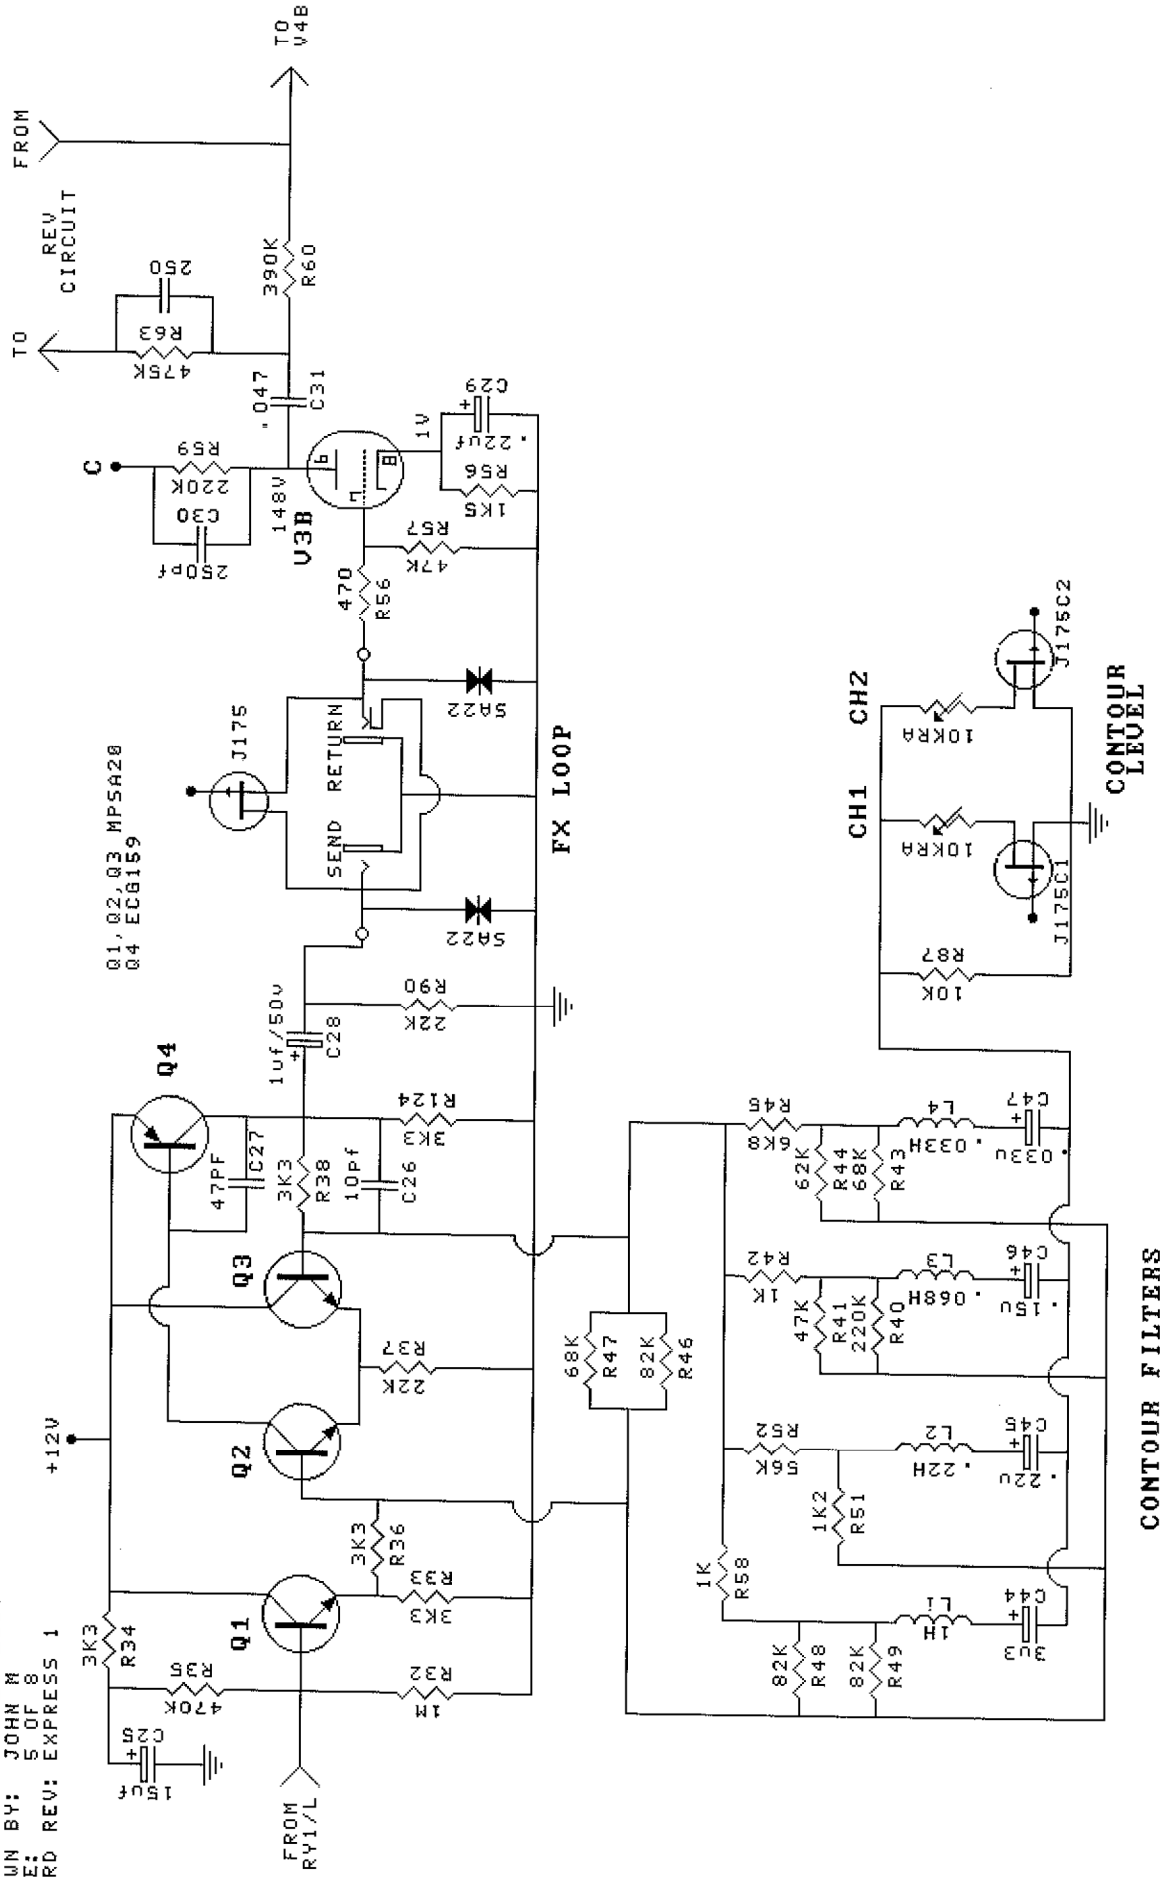 WN BY: JOHN M
E: 5 OF 8
RD REV: EXPRESS 1
+12V
3K3
R34
15uf
C25
470K
R35
1M
R32
FROM
RY1/L
Q1
3K3
R36
3K3
R33
Q2
22K
R37
Q3
47PF
C27
3K3
R38
10pf
C26
Q4
3K3
R124
1uf/50v
C28
22K
R90
Q1,Q2,Q3 MPSA20
Q4 ECG159
J175
SEND
RETURN
SA22
SA22
FX LOOP
470
R56
47K
R57
V3B
148V
6
7
8
250pf
C30
220K
R59
C
1V
1K5
R56
.22uf
C29
.047
C31
TO
REV
CIRCUIT
FROM
475K
R63
250
390K
R60
TO
V4B
68K
R47
82K
R46
1K
R58
82K
R48
82K
R49
1H
Li
3u3
C44
56K
R52
1K2
R51
.22H
L2
.22u
C45
1K
R42
47K
R41
220K
R40
.068H
L3
.15u
C46
6K8
R45
62K
R44
68K
R43
.033H
L4
.033u
C47
CONTOUR FILTERS
10K
R87
CH1
10KRA
J175C1
CH2
10KRA
J175C2
CONTOUR
LEVEL